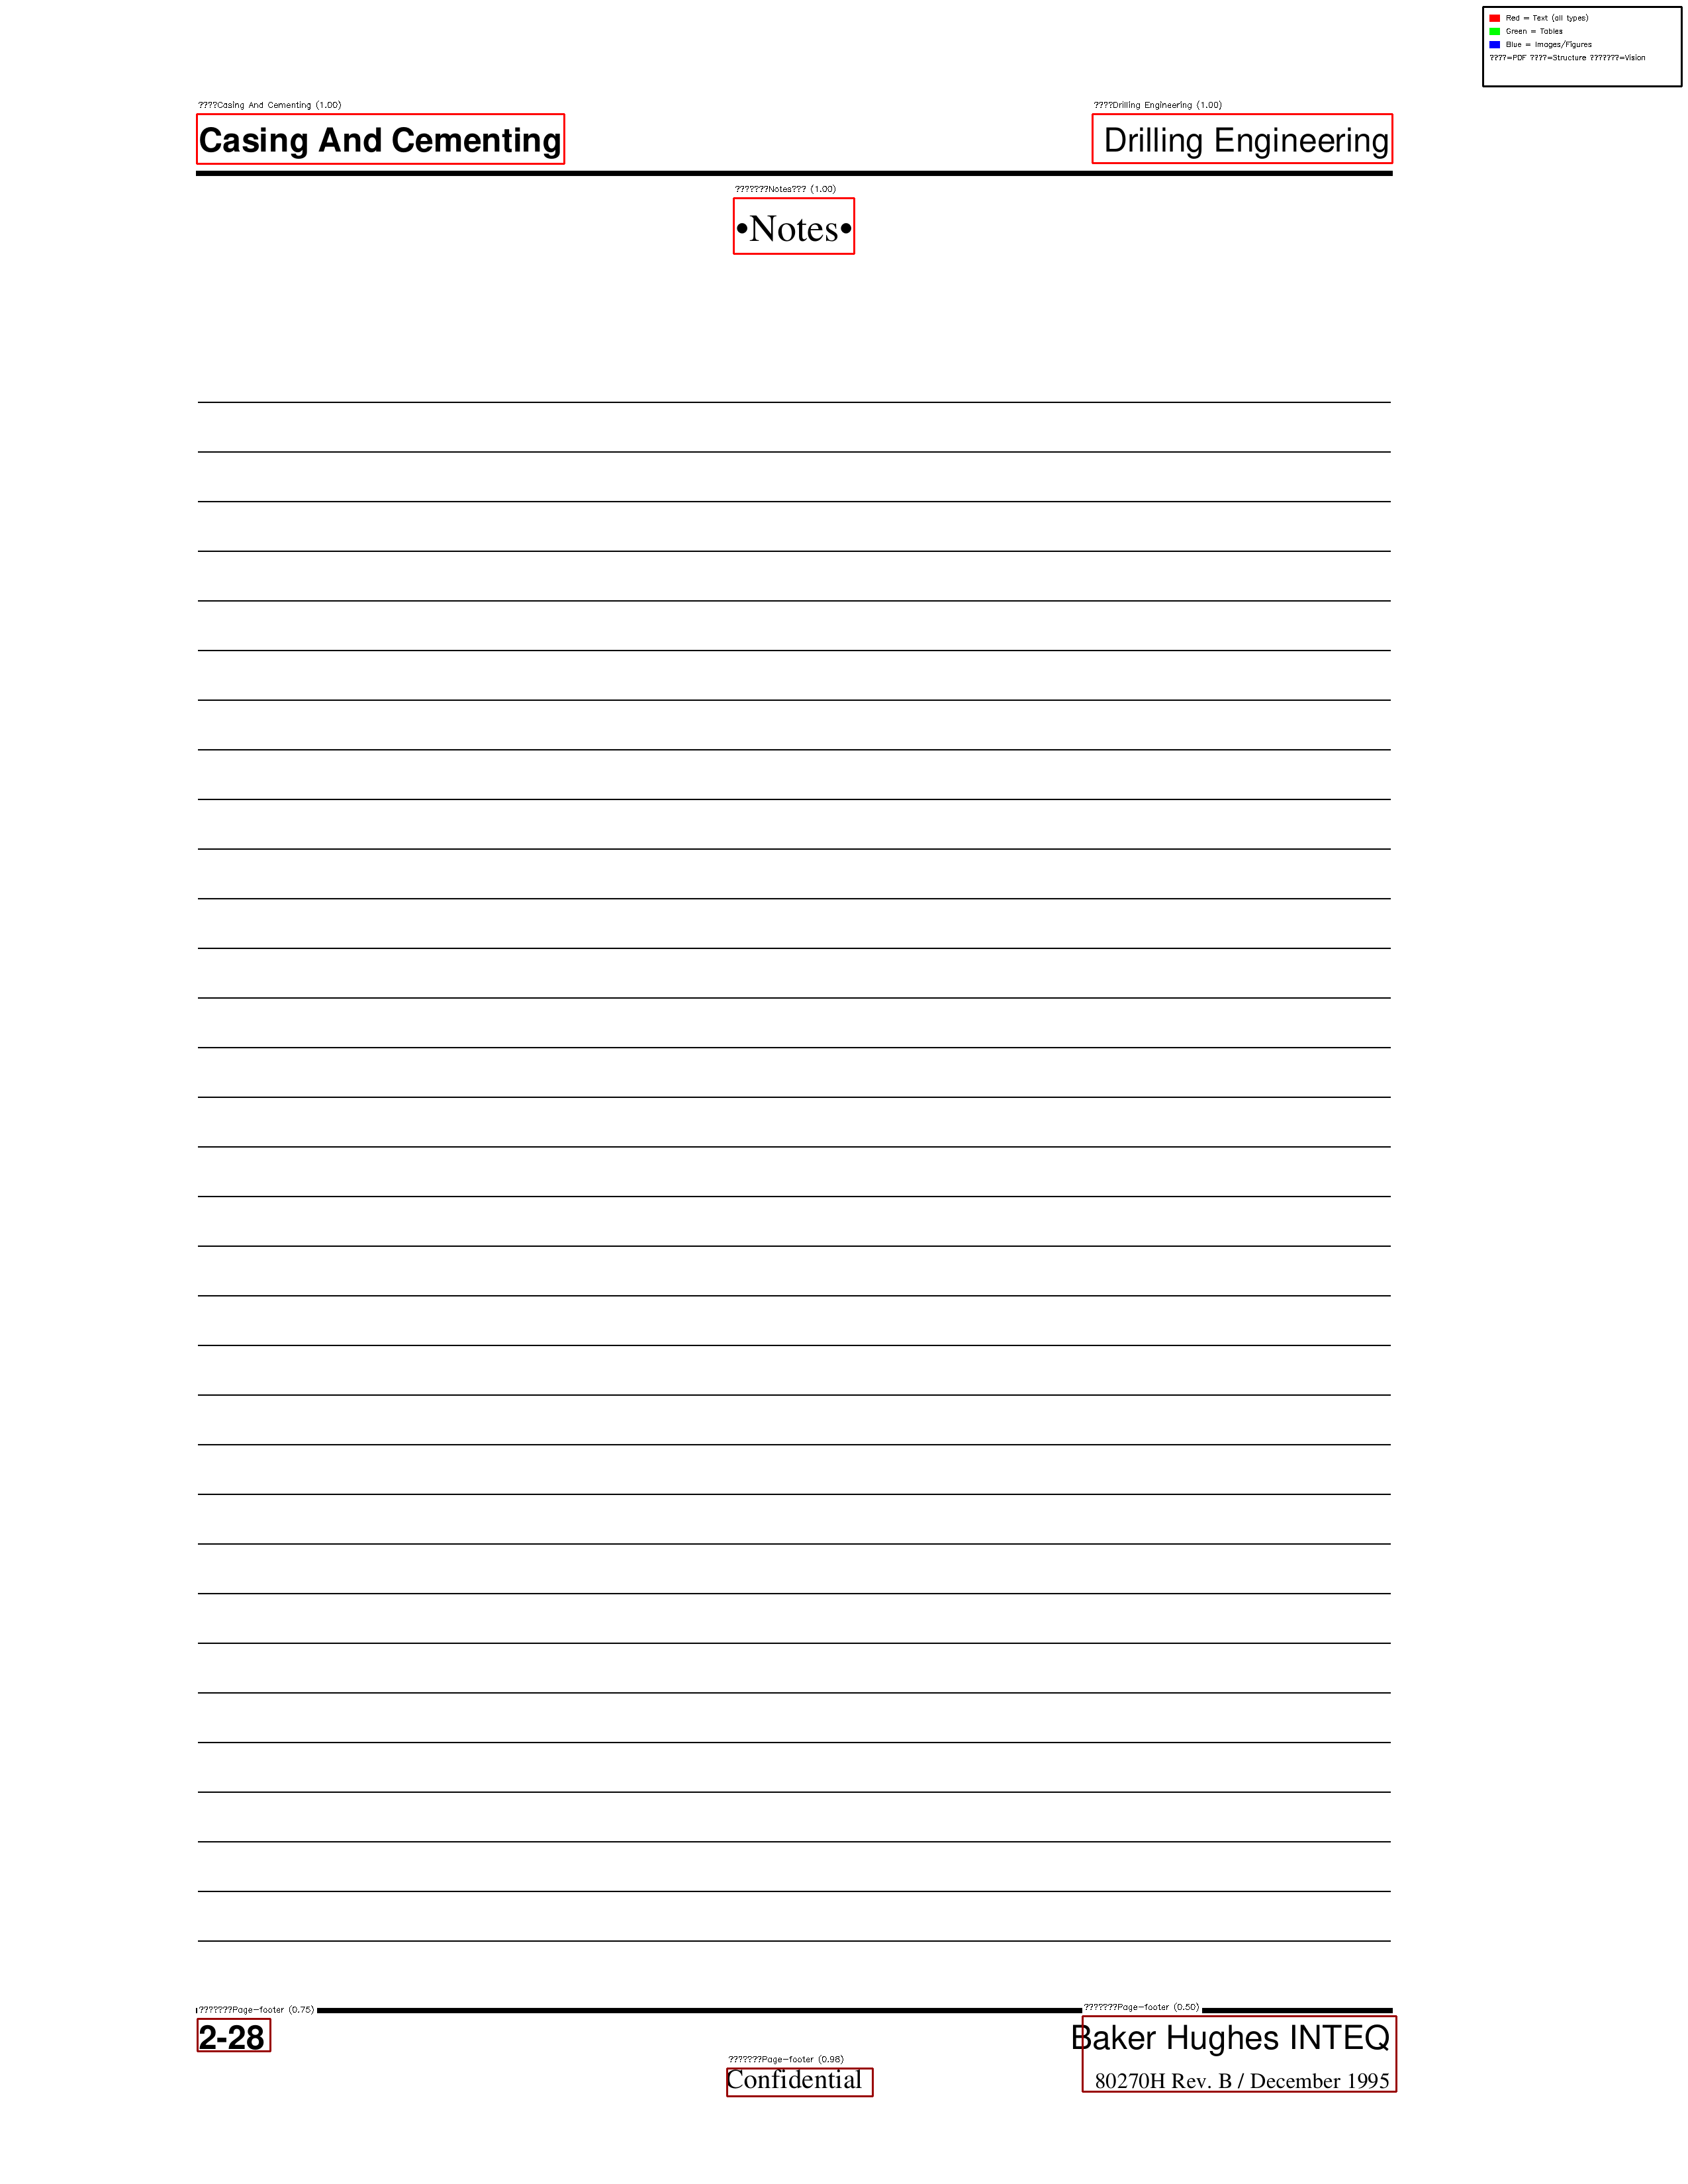 Red = Text (all types)
Green = Tables
Blue = Images/Figures
????=PDF ????=Structure ???????=Vision
????Casing And Cementing (1.00)
????Drilling Engineering (1.00)
Casing And Cementing
Drilling Engineering
???????Notes??? (1.00)
•Notes•
???????Page-footer (0.75)
???????Page-footer (0.50)
2-28
Baker Hughes INTEQ
???????Page-footer (0.98)
Confidential
80270H Rev. B / December 1995